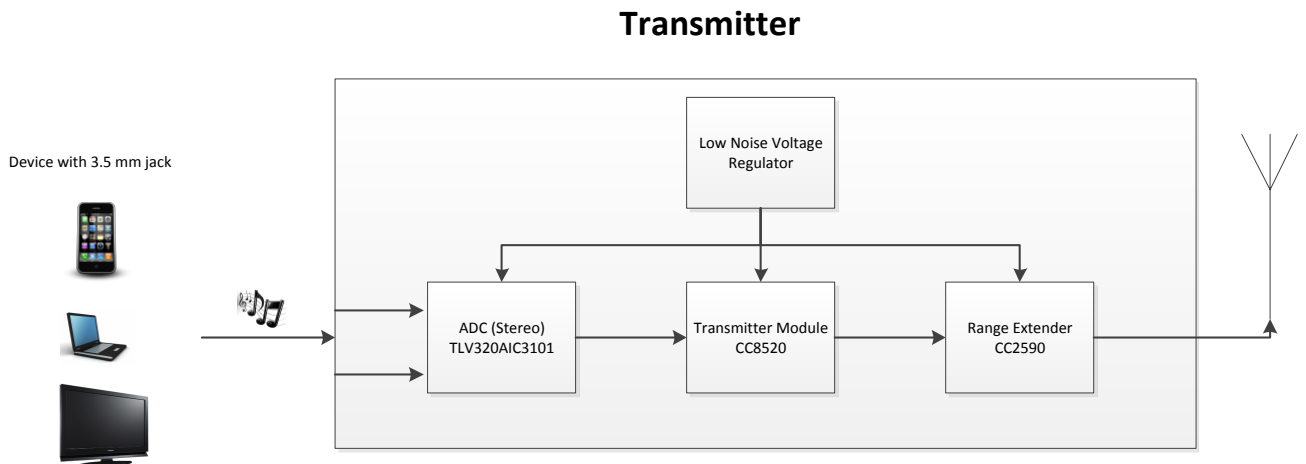 Transmitter
Low Noise Voltage
Regulator
Device with 3.5 mm jack
ADC (Stereo)
TLV320AIC3101
Transmitter Module
CC8520
Range Extender
CC2590